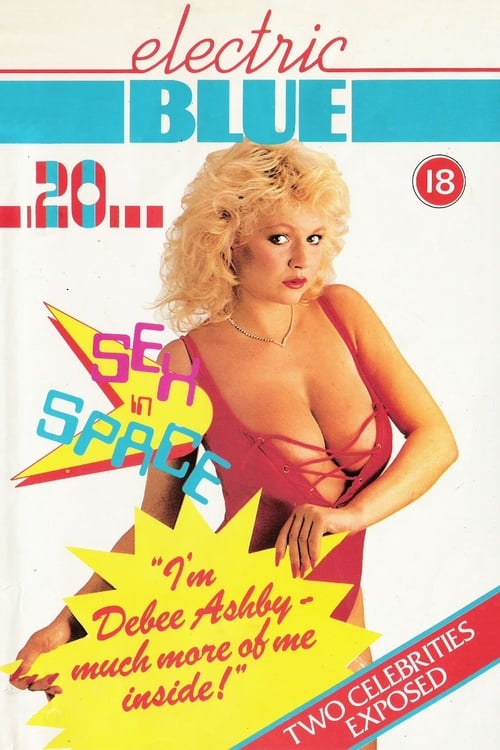 electric
BLUE
..20...
18
SEX
in
SPACE
"I'm
Debee Ashby -
much more of me
inside!"
TWO CELEBRITIES
EXPOSED